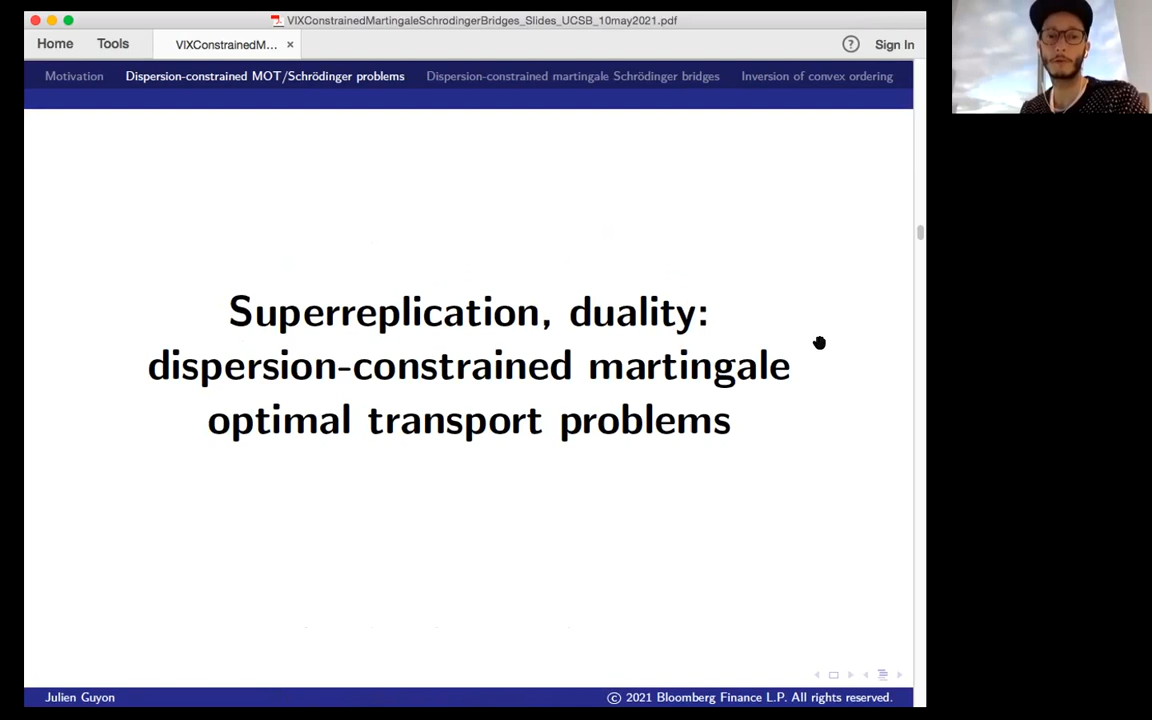 VIXConstrainedMartingaleSchrodingerBridges_Slides_UCSB_10may2021.pdf
Home Tools VIXConstrainedM... × ? Sign In
Motivation Dispersion-constrained MOT/Schrödinger problems Dispersion-constrained martingale Schrödinger bridges Inversion of convex ordering
Superreplication, duality:
dispersion-constrained martingale
optimal transport problems
Julien Guyon © 2021 Bloomberg Finance L.P. All rights reserved.